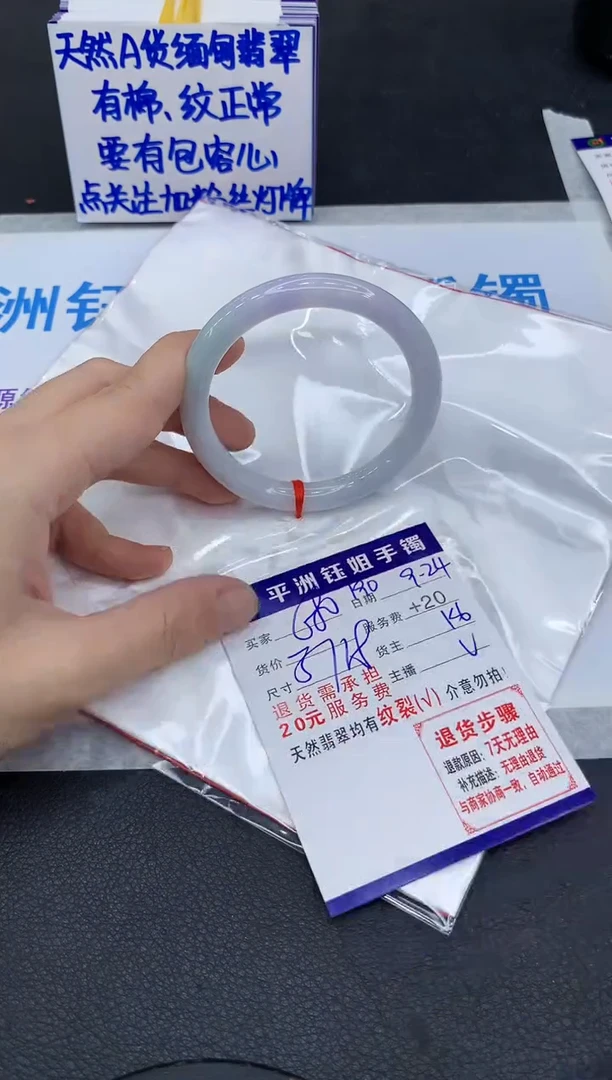 天然A货缅甸翡翠
有棉、纹正常
要有包容心
点关注加粉丝灯牌
洲钰
镯
平洲钰姐手镯
买家
日期 9-24
货价 680
服务费 +20
尺寸
货主
主播 V
退货需承担
20元服务费
天然翡翠均有纹裂(√)介意勿拍!
退货步骤
退款原因:7天无理由
补充描述:无理由退货
与商家协商一致,自动通过